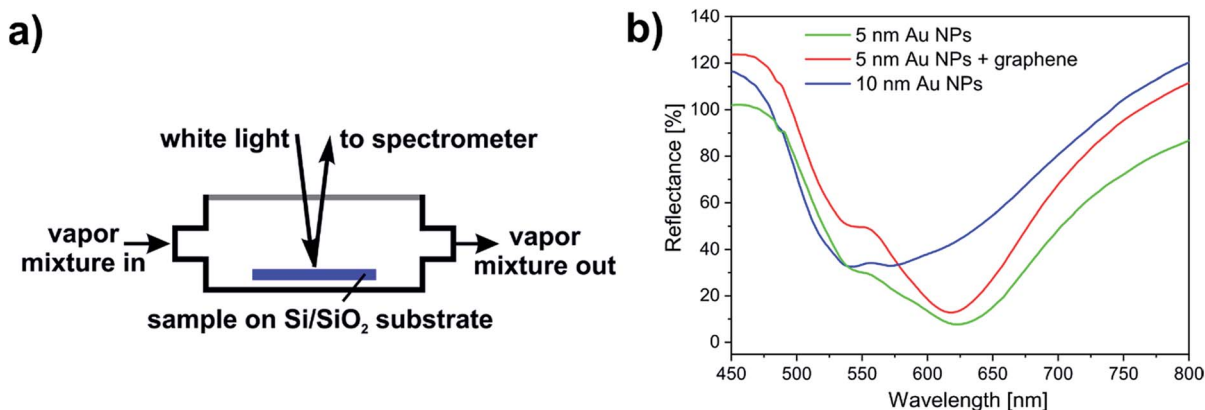 a)
white light
to spectrometer
vapor
mixture in
vapor
mixture out
sample on Si/SiO₂ substrate
b)
5 nm Au NPs
5 nm Au NPs + graphene
10 nm Au NPs
Reflectance [%]
140
120
100
80
60
40
20
0
450 500 550 600 650 700 750 800
Wavelength [nm]